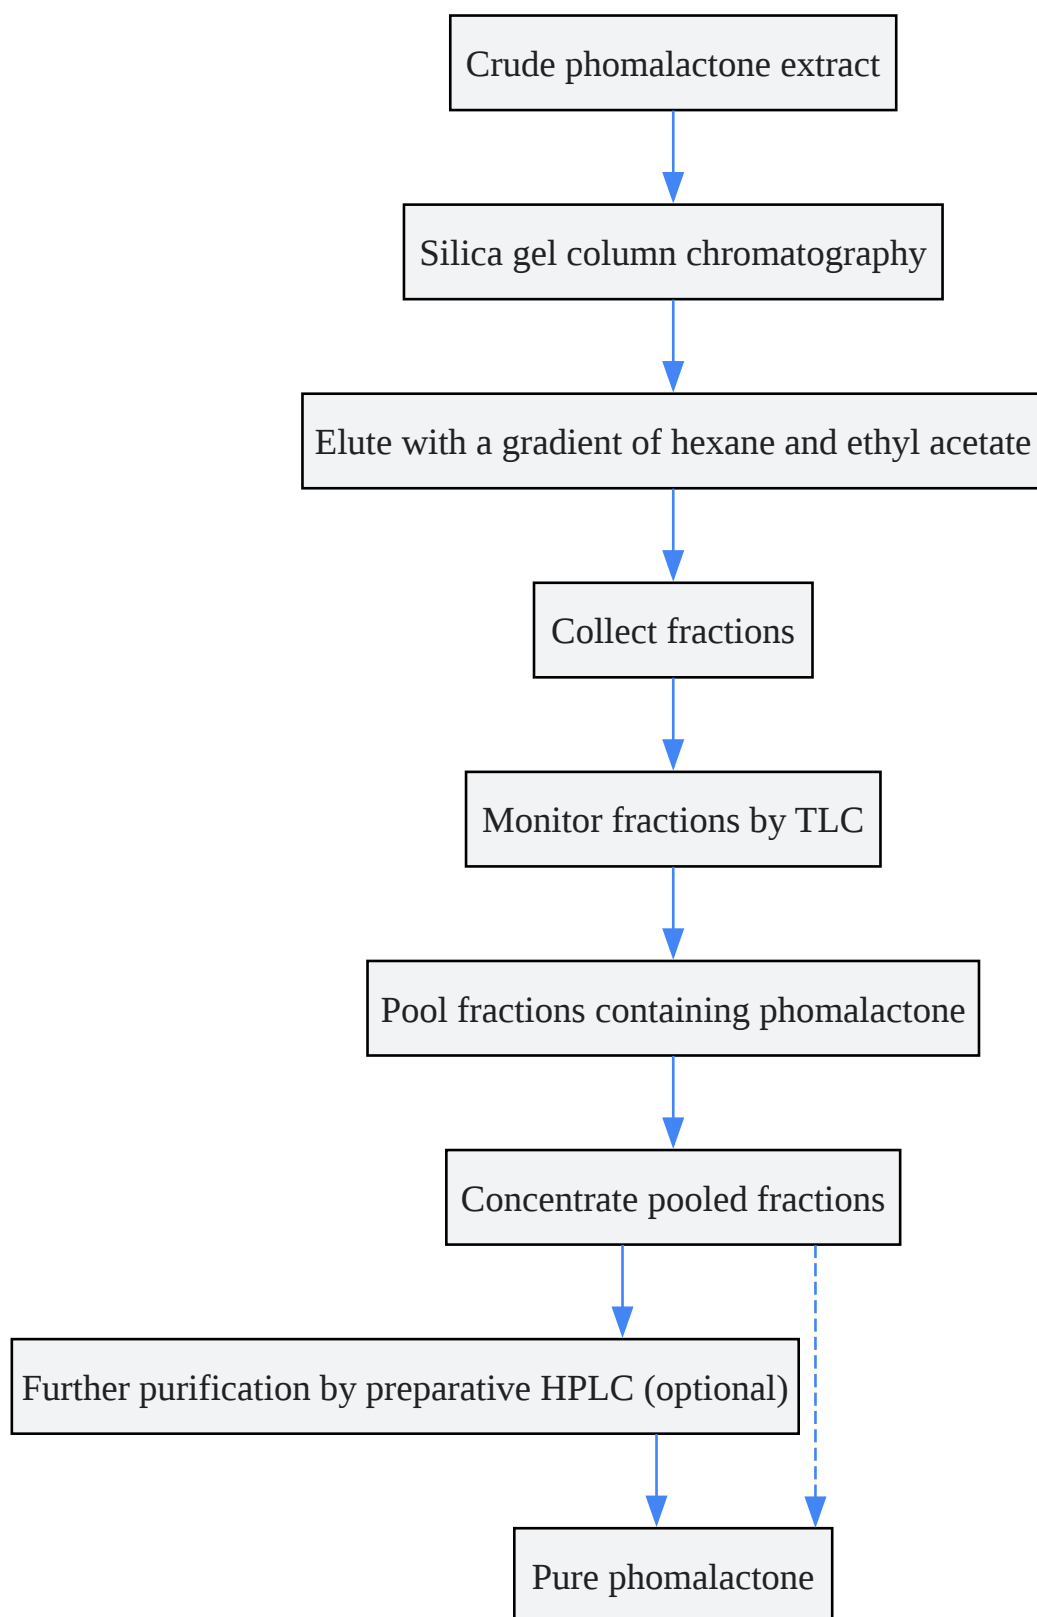 Crude phomalactone extract
Silica gel column chromatography
Elute with a gradient of hexane and ethyl acetate
Collect fractions
Monitor fractions by TLC
Pool fractions containing phomalactone
Concentrate pooled fractions
Further purification by preparative HPLC (optional)
Pure phomalactone